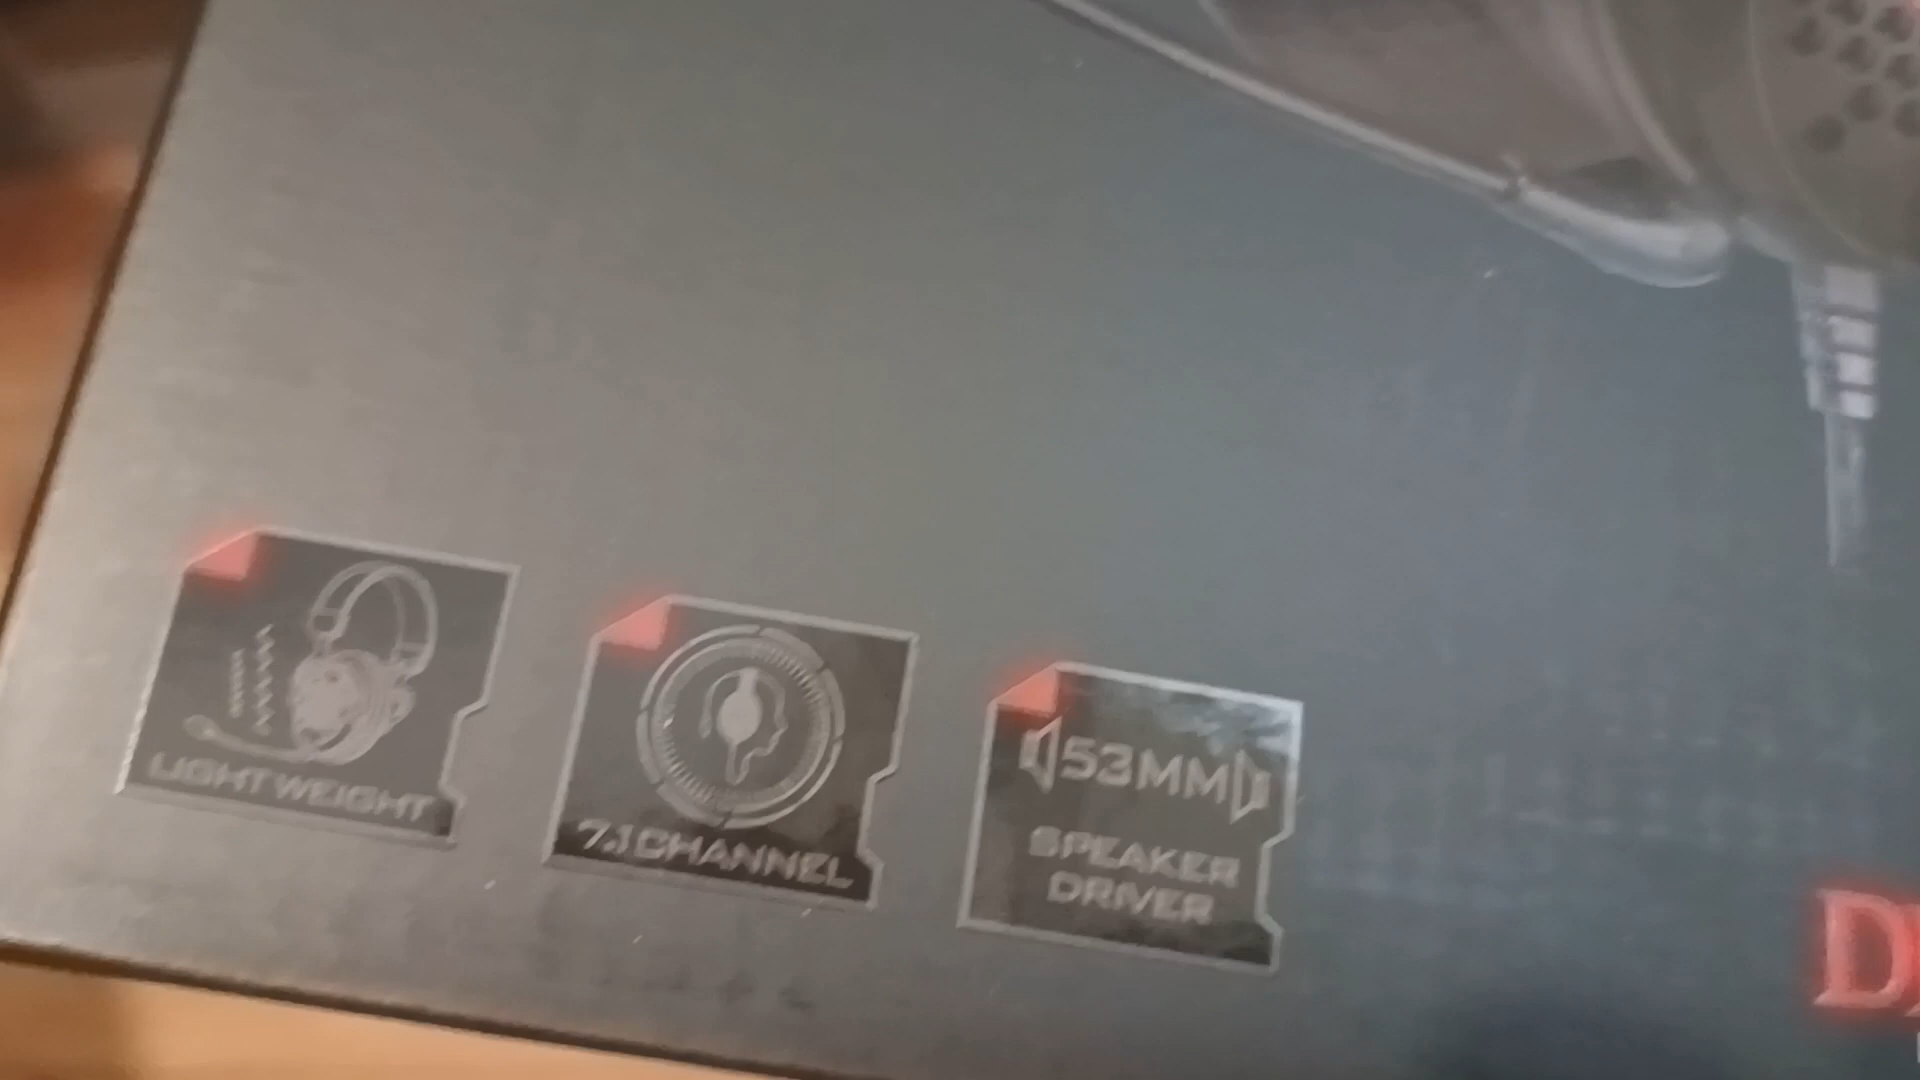 LIGHTWEIGHT
7.1 CHANNEL
53MM
SPEAKER
DRIVER
D